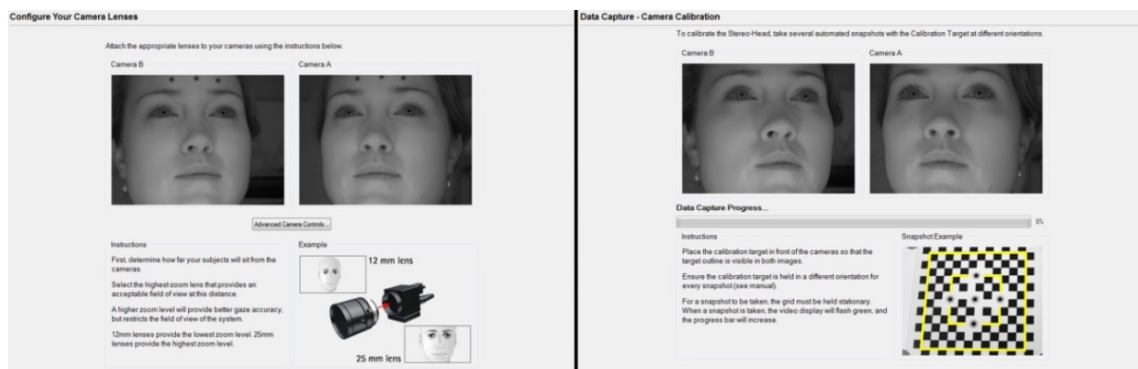 Configure Your Camera Lenses
Attach the appropriate lenses to your cameras using the instructions below.
Camera B
Camera A
Advanced Camera Controls...
Instructions
First, determine how far your subjects will sit from the
cameras.
Select the highest zoom lens that provides an
acceptable field of view at this distance.
A higher zoom level will provide better gaze accuracy,
but restricts the field of view of the system.
12mm lenses provide the lowest zoom level. 25mm
lenses provide the highest zoom level.
Example
12 mm lens
25 mm lens
Data Capture - Camera Calibration
To calibrate the Stereo-Head, take several automated snapshots with the Calibration Target at different orientations.
Camera B
Camera A
Data Capture Progress...
0%
Instructions
Place the calibration target in front of the cameras so that the
target outline is visible in both images.
Ensure the calibration target is held in a different orientation for
every snapshot (see manual).
For a snapshot to be taken, the grid must be held stationary.
When a snapshot is taken, the video display will flash green, and
the progress bar will increase.
Snapshot Example